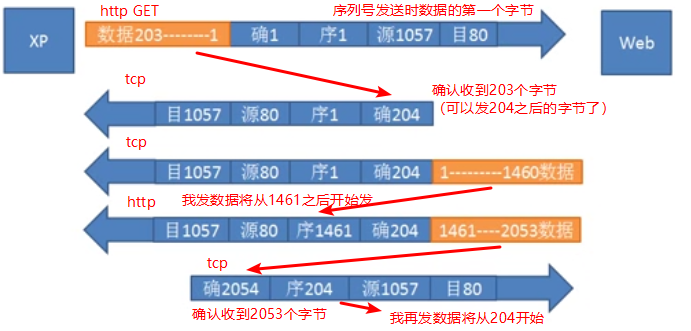 http GET
序列号发送时数据的第一个字节
XP
数据203--------1 确1 序1 源1057 目80
Web
tcp
确认收到203个字节
(可以发204之后的字节了)
目1057 源80 序1 确204
tcp
目1057 源80 序1 确204 1---------1460数据
http
我发数据将从1461之后开始发
目1057 源80 序1461 确204 1461----2053数据
tcp
确2054 序204 源1057 目80
确认收到2053个字节
我再发数据将从204开始